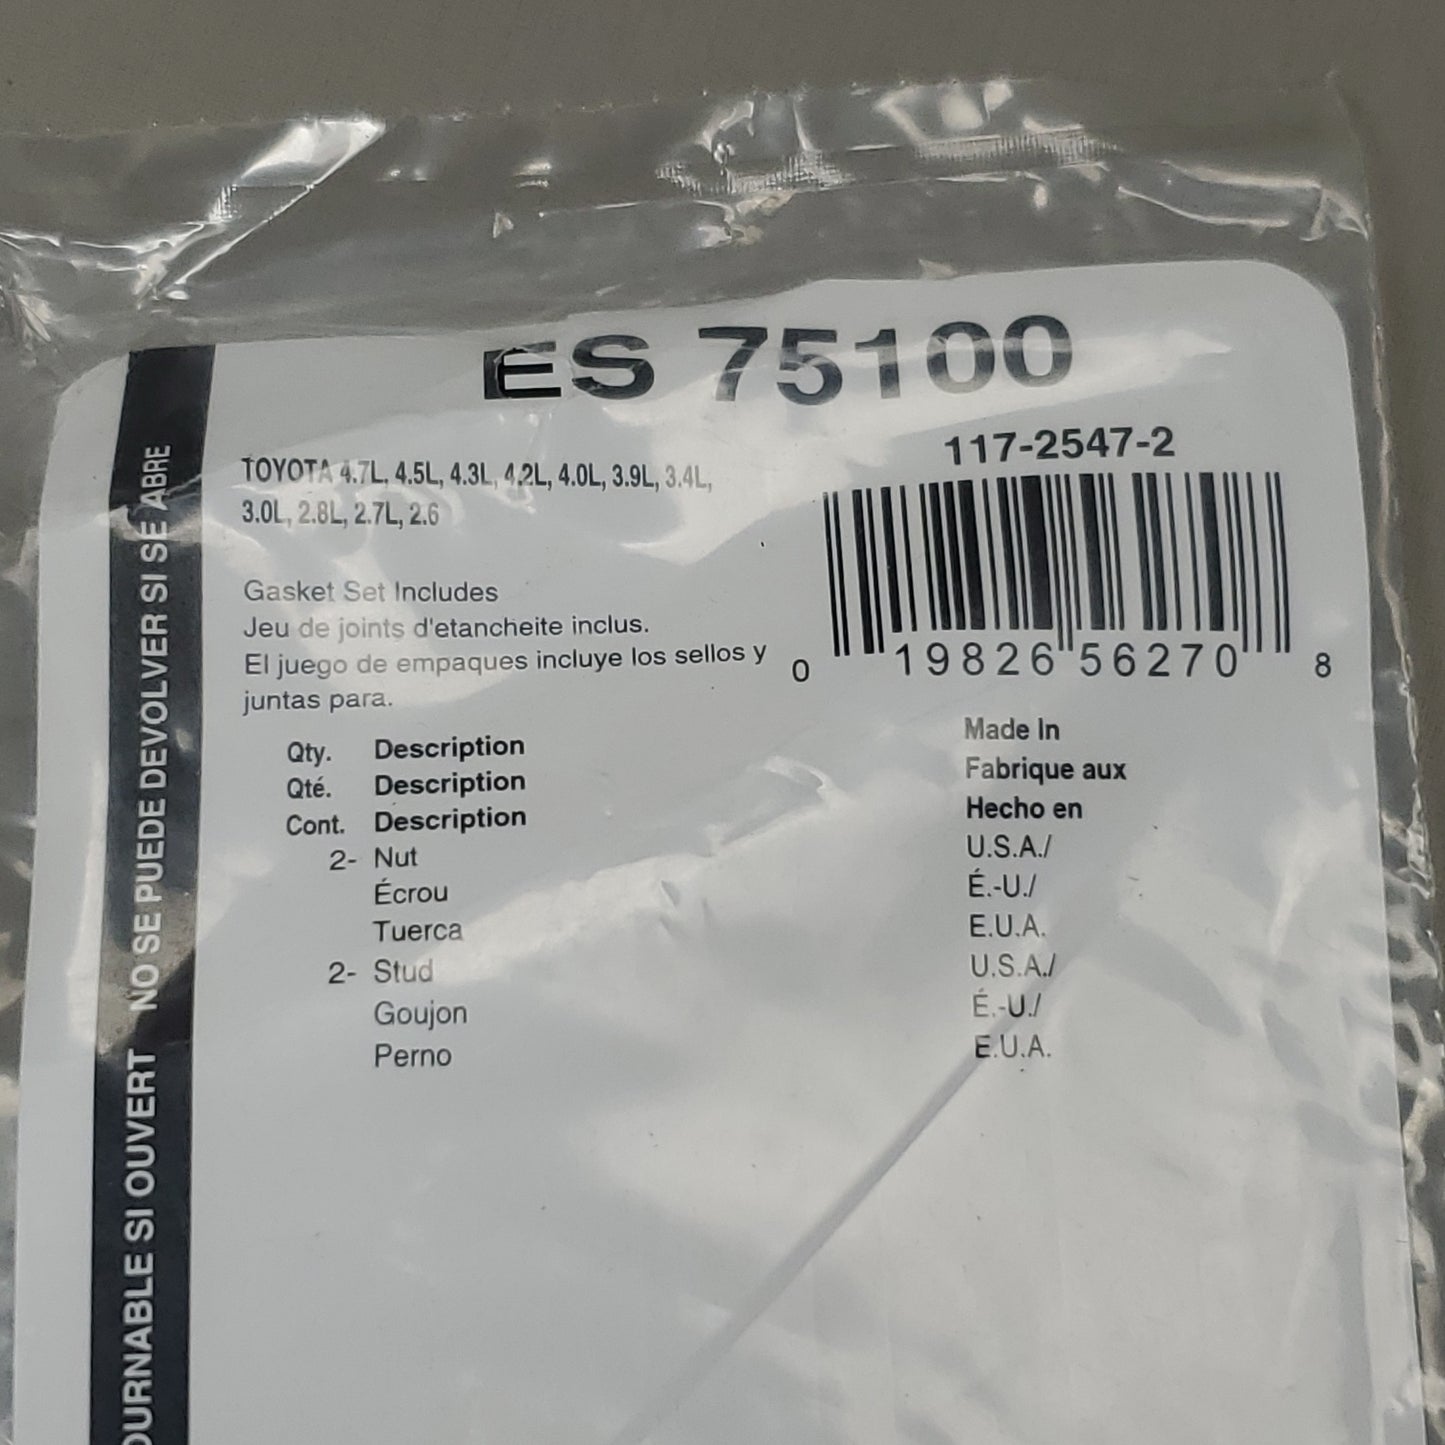 ES 75100
117-2547-2
TOYOTA 4.7L, 4.5L, 4.3L, 4.2L, 4.0L, 3.9L, 3.4L,
3.0L, 2.8L, 2.7L, 2.6
0 19826 56270 8
Gasket Set Includes
Jeu de joints d'etancheite inclus.
El juego de empaques incluye los sellos y
juntas para.
Qty. Description Made In
Qté. Description Fabrique aux
Cont. Description Hecho en
2- Nut U.S.A./
Écrou É.-U./
Tuerca E.U.A.
2- Stud U.S.A./
Goujon É.-U./
Perno E.U.A.
OURNABLE SI OUVERT NO SE PUEDE DEVOLVER SI SE ABRE